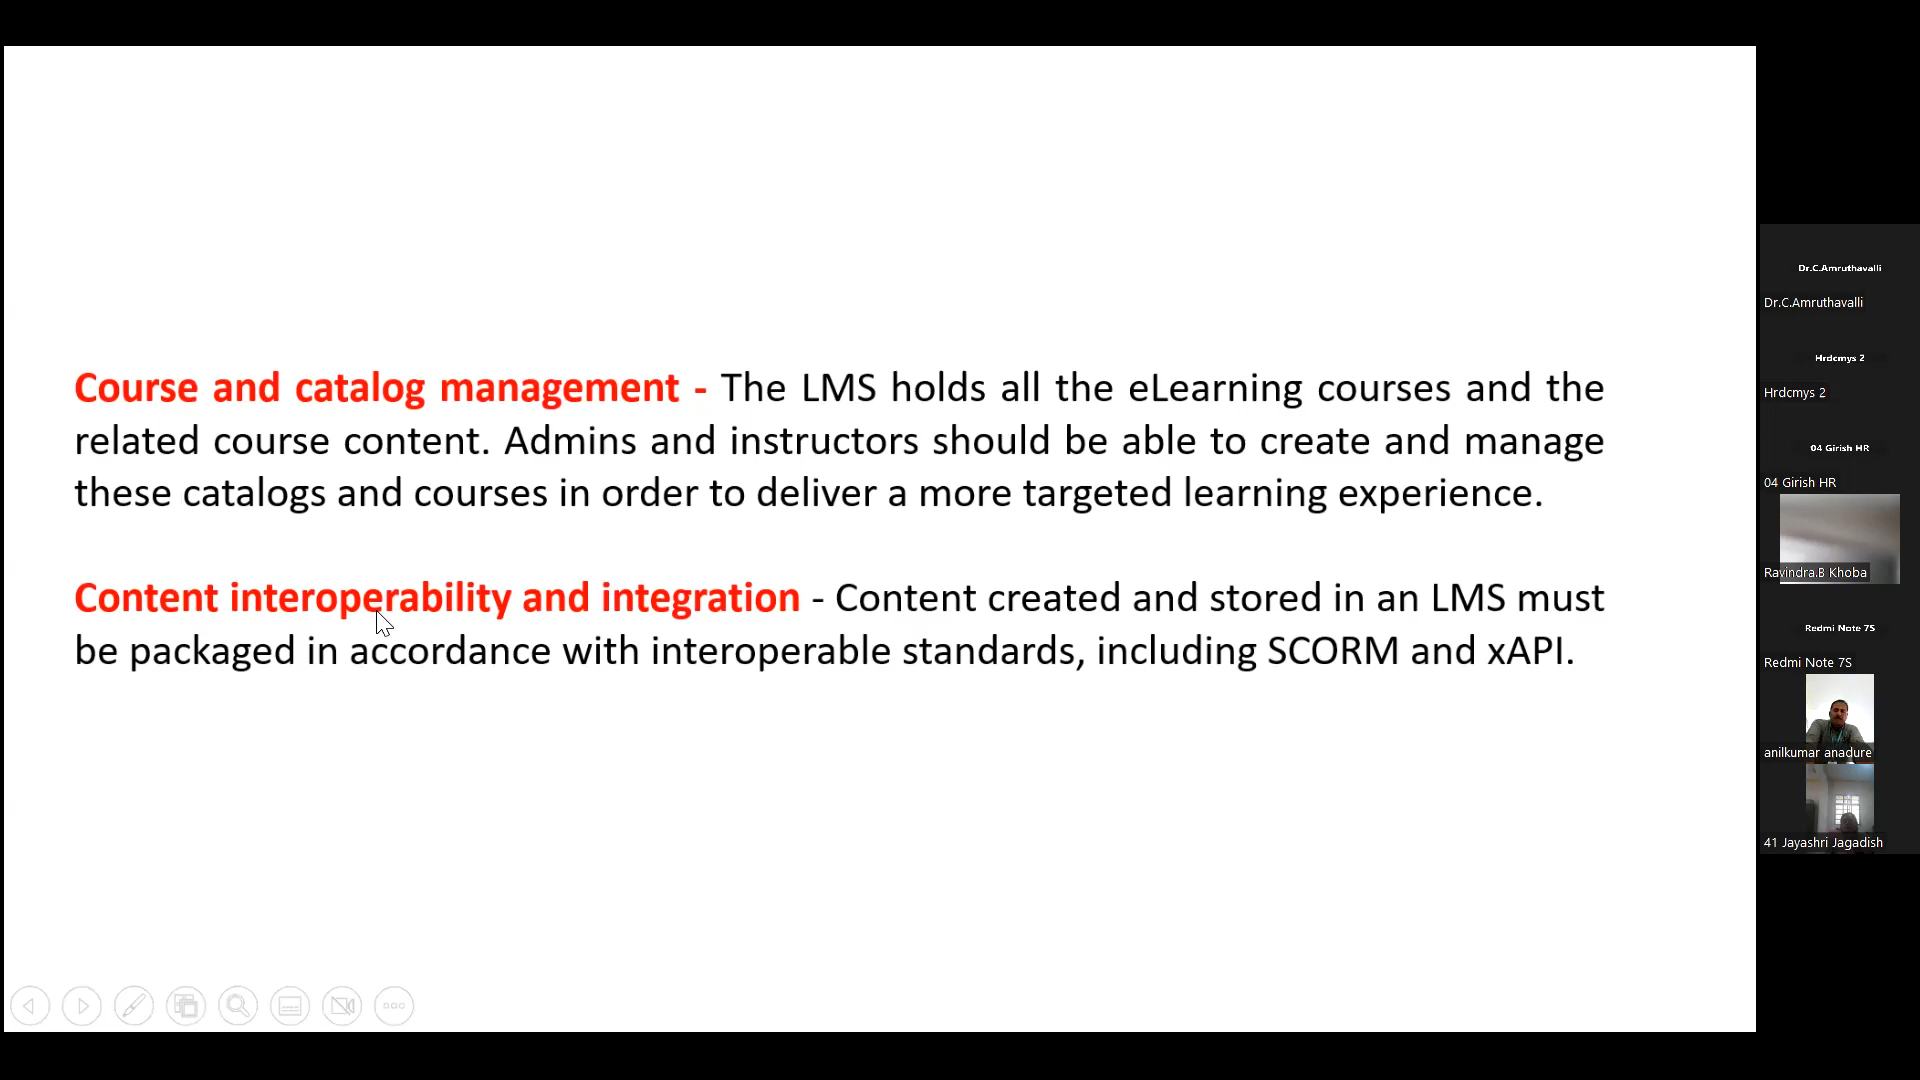 Course and catalog management - The LMS holds all the eLearning courses and the
related course content. Admins and instructors should be able to create and manage
these catalogs and courses in order to deliver a more targeted learning experience.
Content interoperability and integration - Content created and stored in an LMS must
be packaged in accordance with interoperable standards, including SCORM and xAPI.
Dr.C.Amruthavalli
Dr.C.Amruthavalli
Hrdcmys 2
Hrdcmys 2
04 Girish HR
04 Girish HR
Ravindra.B Khoba
Redmi Note 7S
Redmi Note 7S
anilkumar anadure
41 Jayashri Jagadish